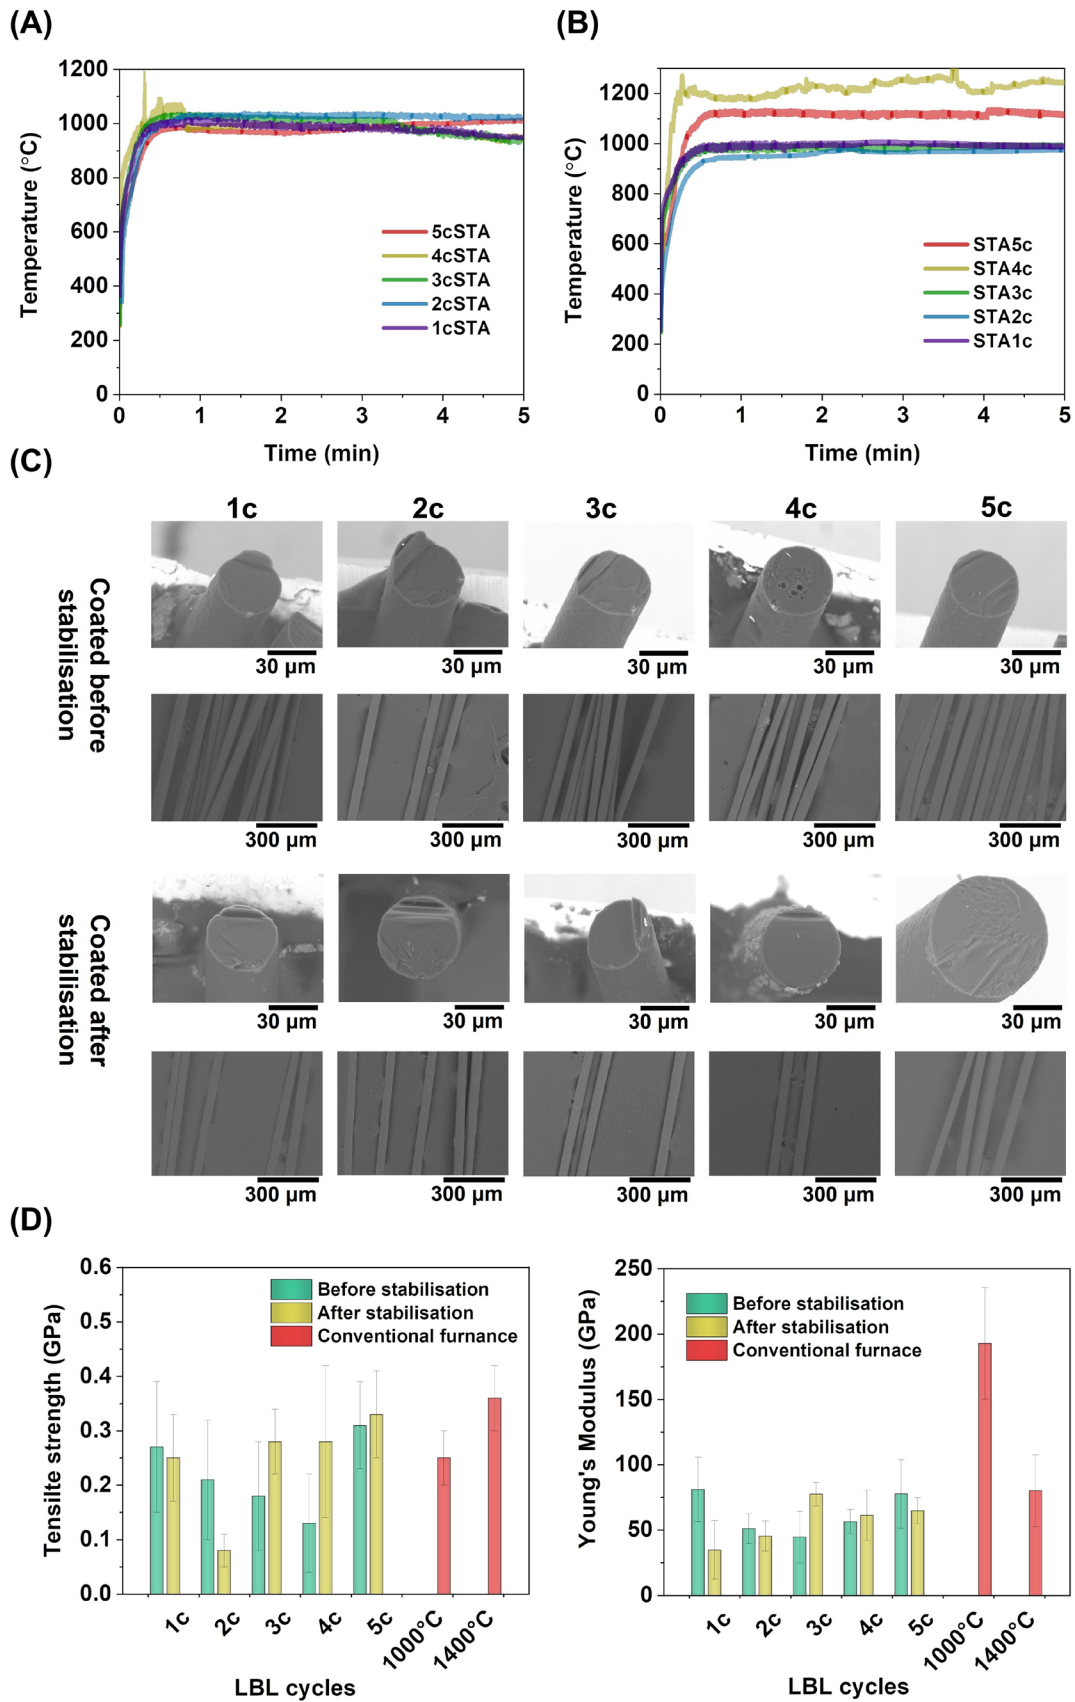 (A)
(B)
1200
1000
800
600
400
200
0
0 1 2 3 4 5
Temperature (°C)
Time (min)
5cSTA
4cSTA
3cSTA
2cSTA
1cSTA
1200
1000
800
600
400
200
0
0 1 2 3 4 5
Temperature (°C)
Time (min)
STA5c
STA4c
STA3c
STA2c
STA1c
(C)
1c 2c 3c 4c 5c
Coated before
stabilisation
30 µm 30 µm 30 µm 30 µm 30 µm
300 µm 300 µm 300 µm 300 µm 300 µm
Coated after
stabilisation
30 µm 30 µm 30 µm 30 µm 30 µm
300 µm 300 µm 300 µm 300 µm 300 µm
(D)
0.6
0.5
0.4
0.3
0.2
0.1
0.0
Tensilte strength (GPa)
Before stabilisation
After stabilisation
Conventional furnance
1c 2c 3c 4c 5c 1000°C 1400°C
LBL cycles
250
200
150
100
50
0
Young's Modulus (GPa)
Before stabilisation
After stabilisation
Conventional furnace
1c 2c 3c 4c 5c 1000°C 1400°C
LBL cycles